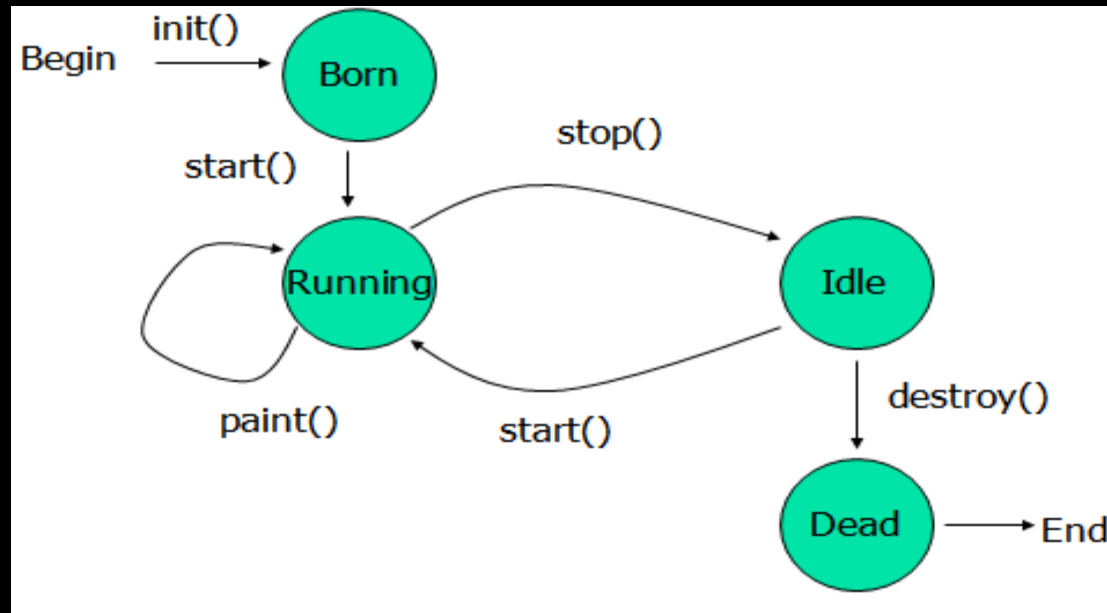 init()
Begin
Born
stop()
start()
Running
Idle
paint()
start()
destroy()
Dead
End